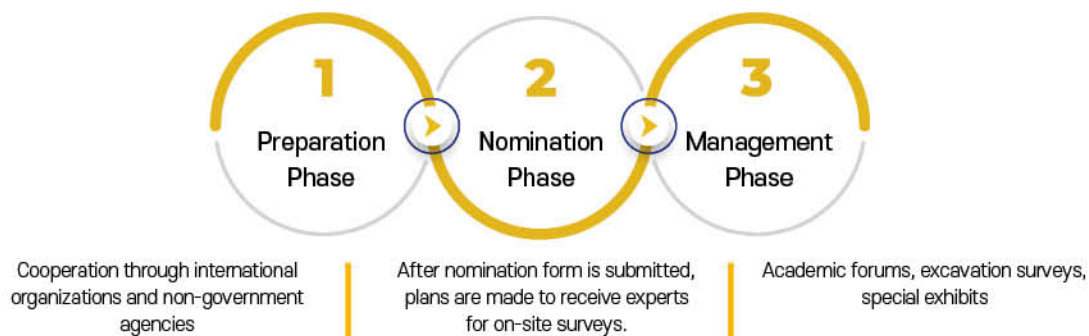 1
Preparation
Phase
2
Nomination
Phase
3
Management
Phase
Cooperation through international
organizations and non-government
agencies
After nomination form is submitted,
plans are made to receive experts
for on-site surveys.
Academic forums, excavation surveys,
special exhibits